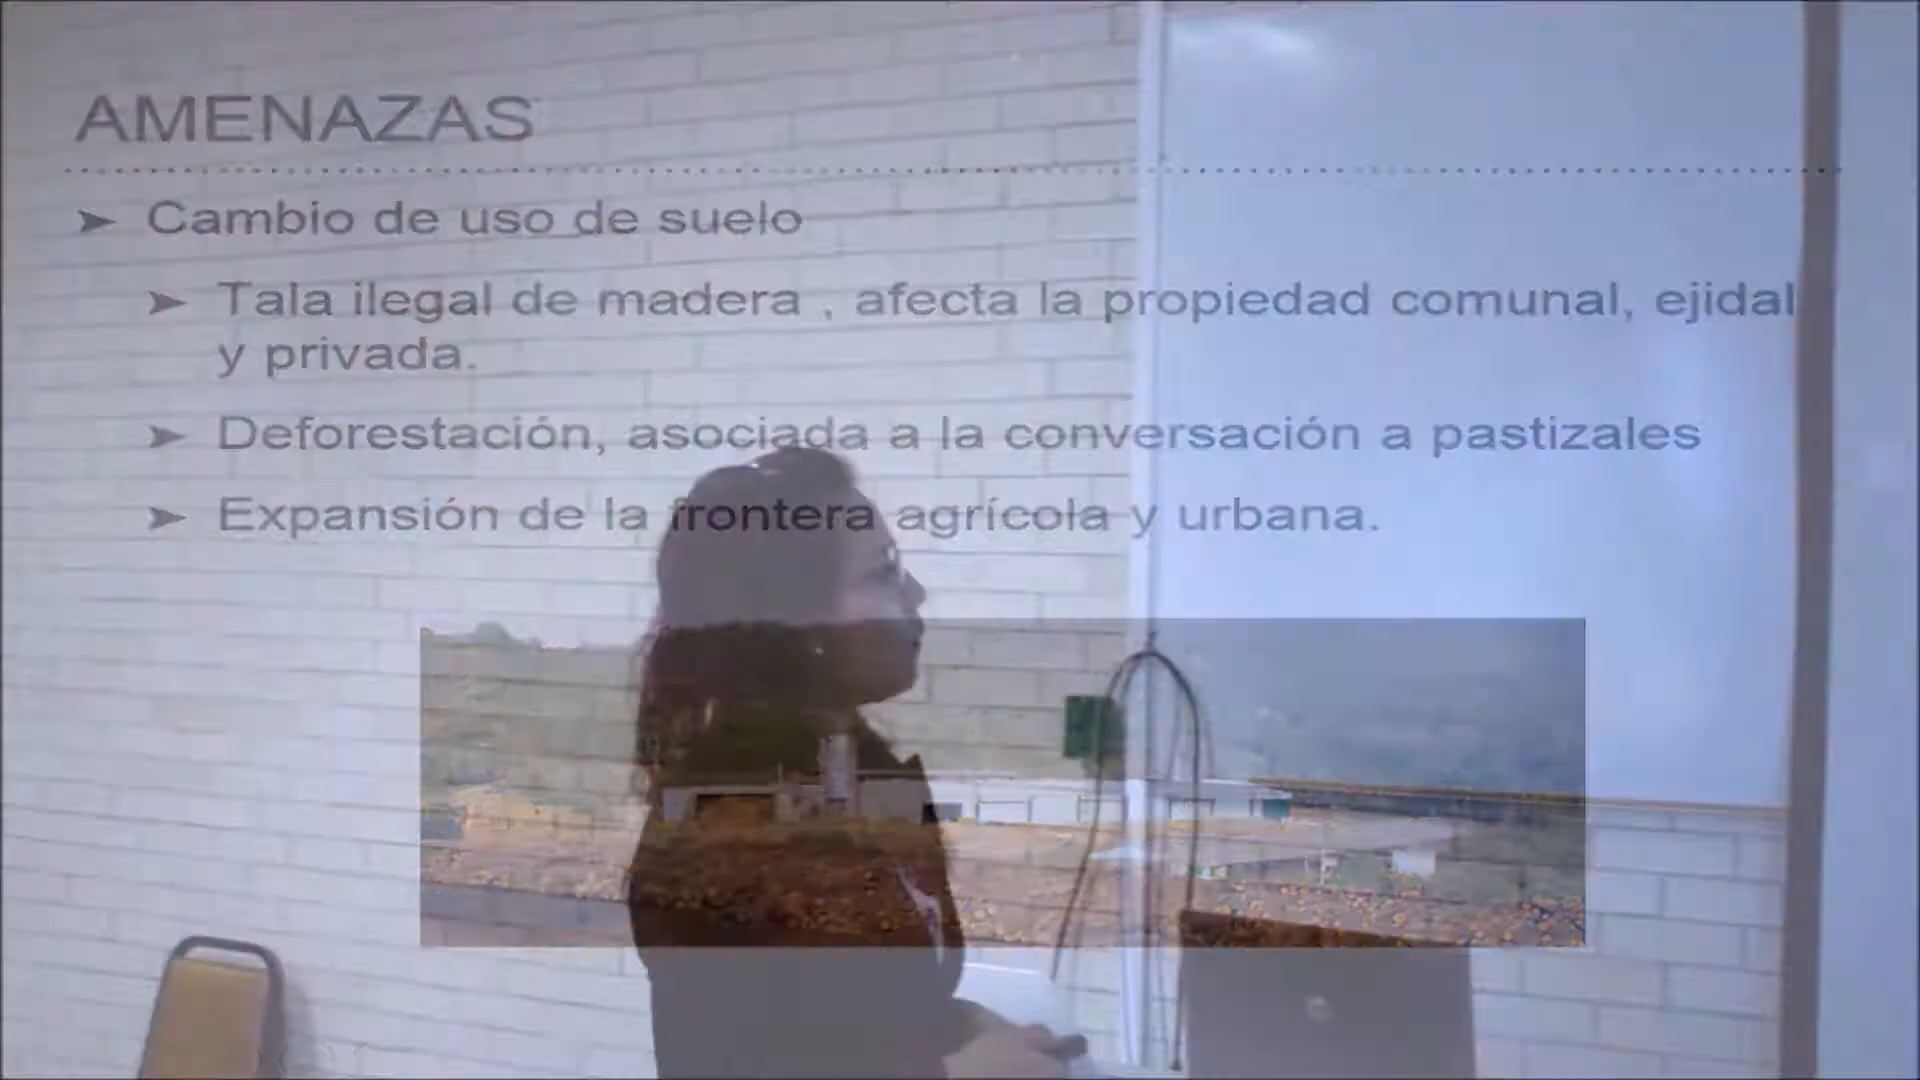 AMENAZAS
➤ Cambio de uso de suelo
➤ Tala ilegal de madera , afecta la propiedad comunal, ejidal
y privada.
➤ Deforestación, asociada a la conversación a pastizales
➤ Expansión de la frontera agrícola y urbana.